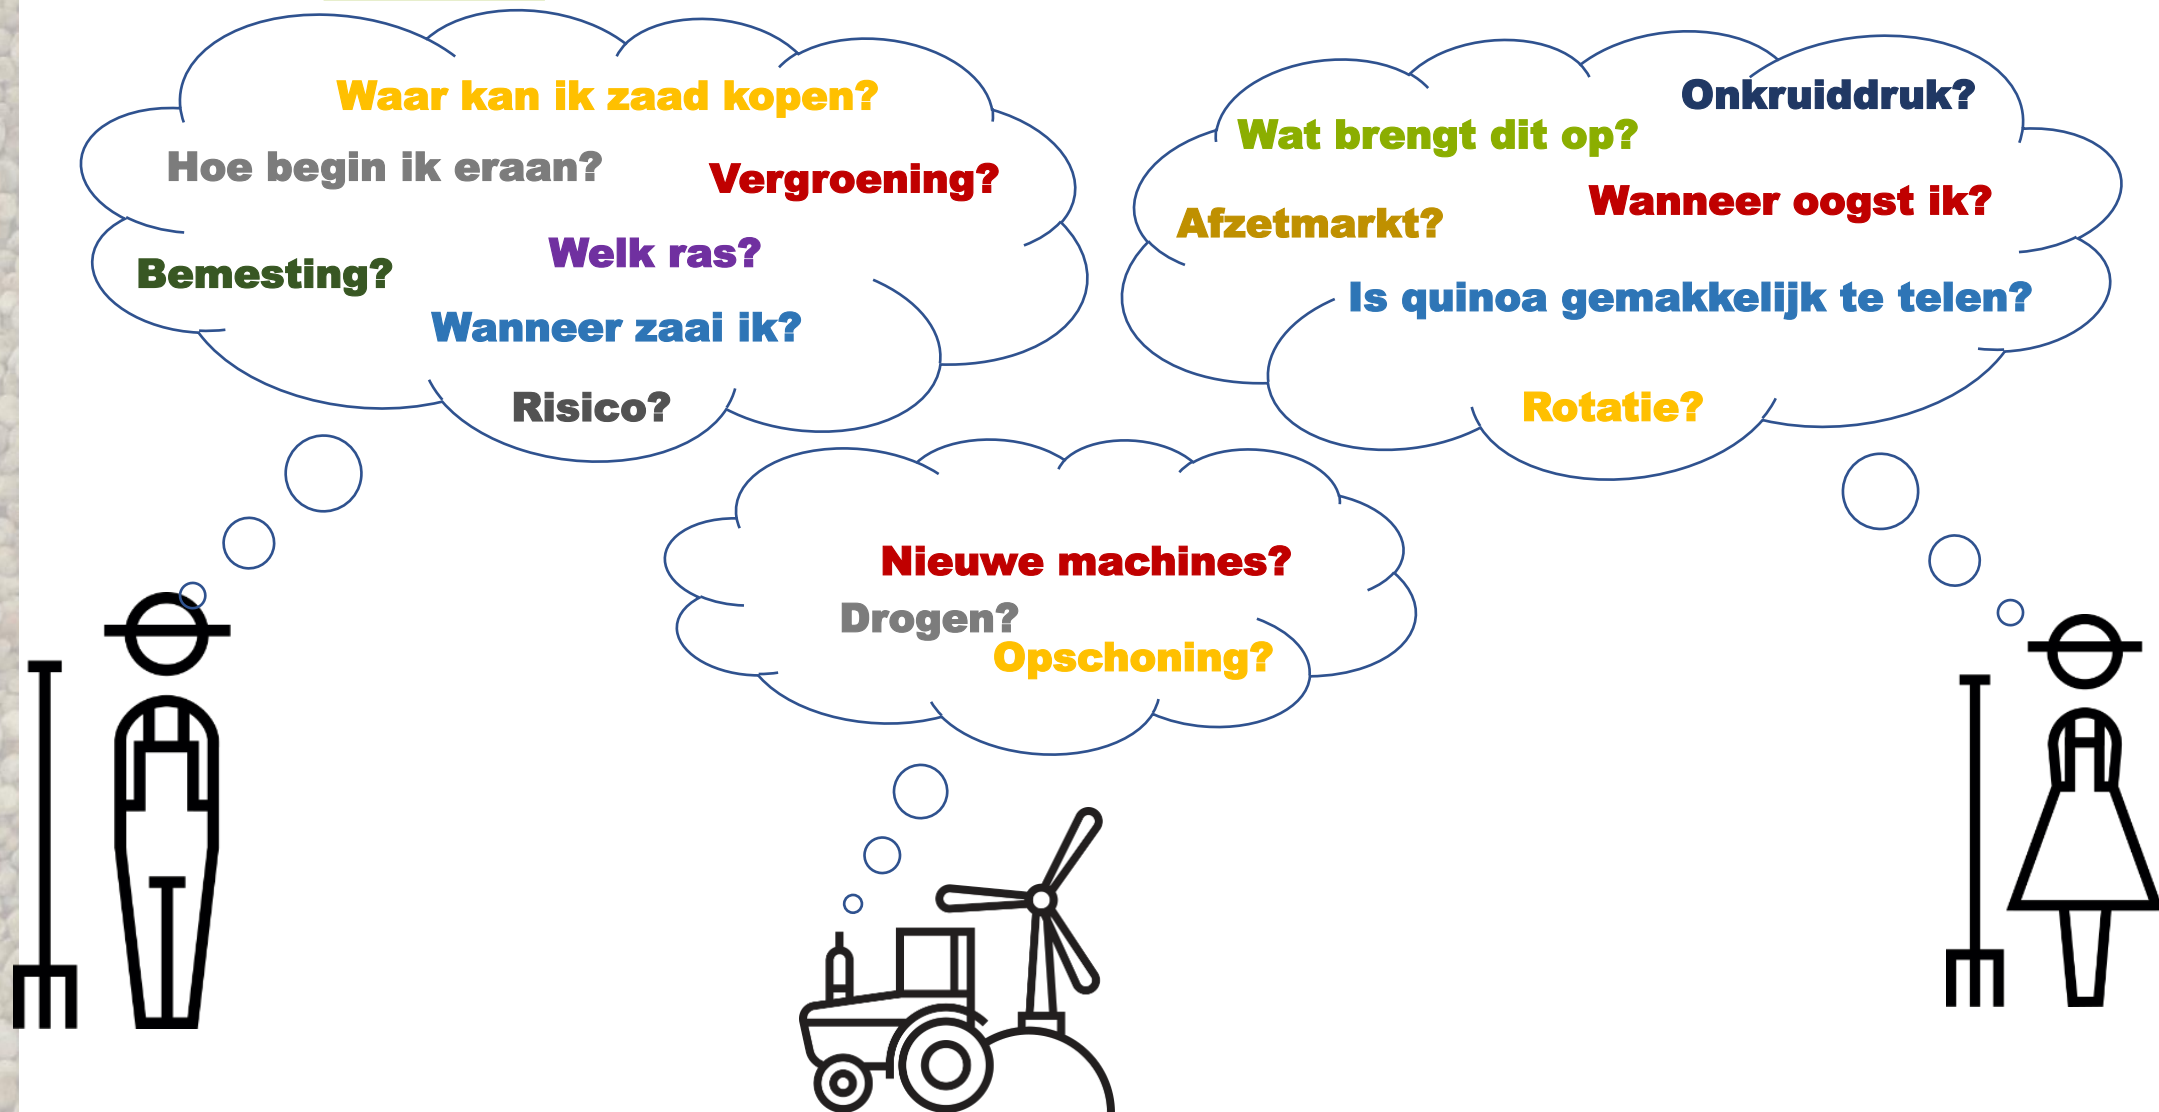 Waar kan ik zaad kopen?
Hoe begin ik eraan?
Vergroening?
Welk ras?
Bemesting?
Wanneer zaai ik?
Risico?
Onkruiddruk?
Wat brengt dit op?
Wanneer oogst ik?
Afzetmarkt?
Is quinoa gemakkelijk te telen?
Rotatie?
Nieuwe machines?
Drogen?
Opschoning?